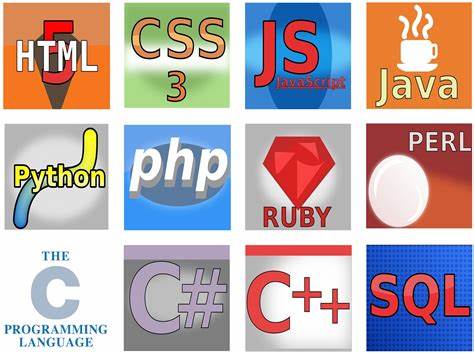 HTML
5
CSS
3
JS
JavaScript
Java
Python
php
RUBY
PERL
THE
C
PROGRAMMING
LANGUAGE
C#
C++
SQL